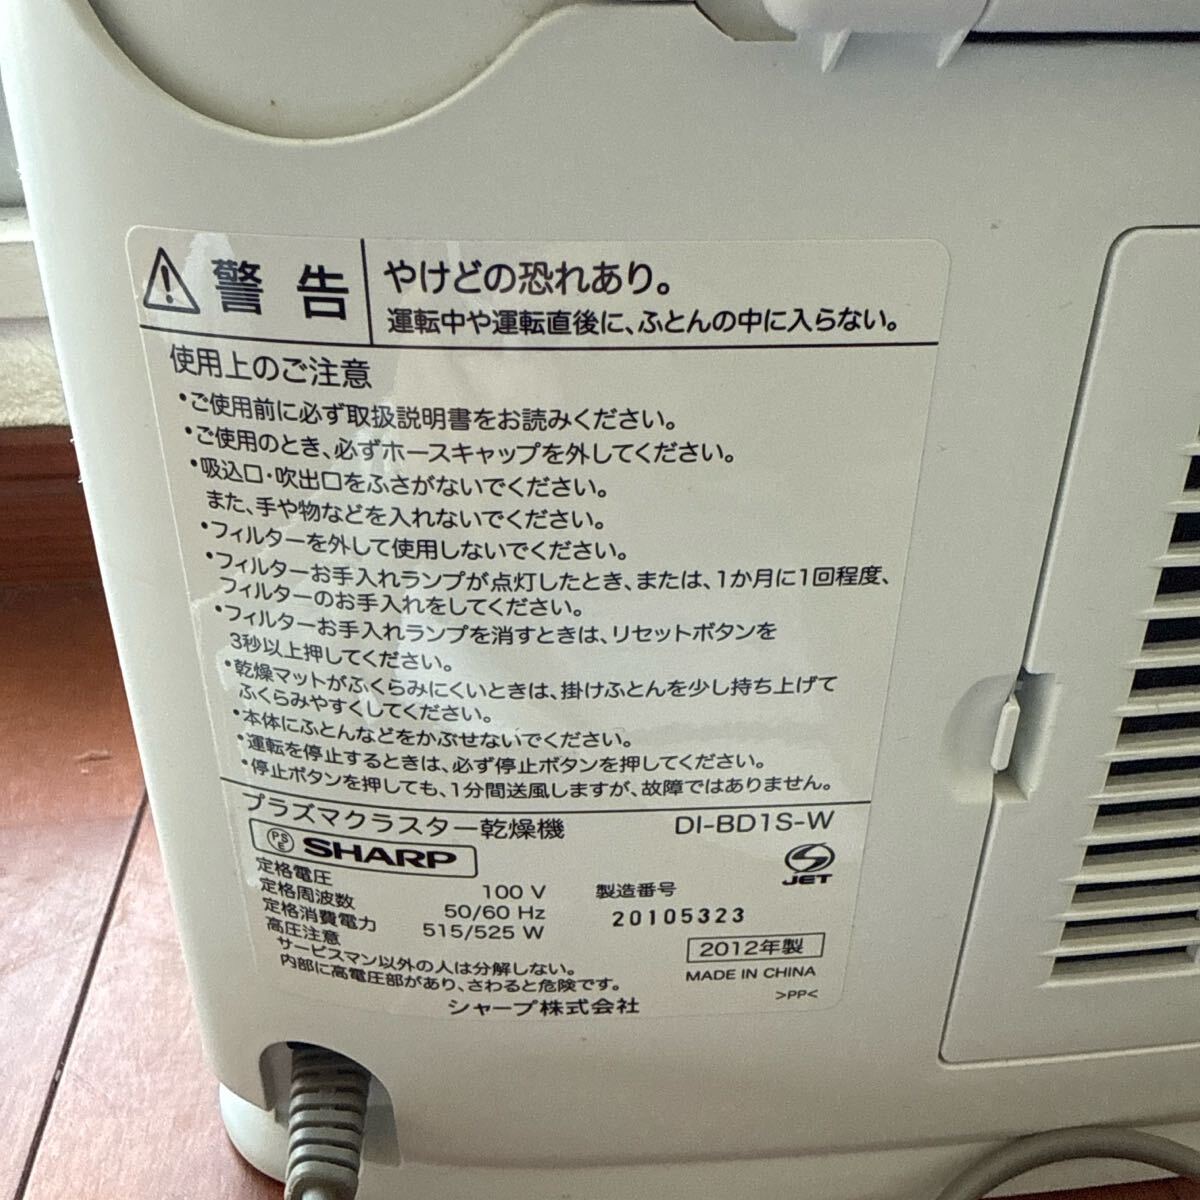 警告
やけどの恐れあり。
運転中や運転直後に、ふとんの中に入らない。
使用上のご注意
•ご使用前に必ず取扱説明書をお読みください。
•ご使用のとき、必ずホースキャップを外してください。
•吸込口・吹出口をふさがないでください。
また、手や物などを入れないでください。
•フィルターを外して使用しないでください。
•フィルターお手入れランプが点灯したとき、または、1か月に1回程度、
フィルターのお手入れをしてください。
•フィルターお手入れランプを消すときは、リセットボタンを
3秒以上押してください。
•乾燥マットがふくらみにくいときは、掛けふとんを少し持ち上げて
ふくらみやすくしてください。
•本体にふとんなどをかぶせないでください。
•運転を停止するときは、必ず停止ボタンを押してください。
•停止ボタンを押しても、1分間送風しますが、故障ではありません。
プラズマクラスター乾燥機 DI-BD1S-W
PSE SHARP
JET
定格電圧 100 V
定格周波数 50/60 Hz
定格消費電力 515/525 W
製造番号
20105323
高圧注意
サービスマン以外の人は分解しない。
内部に高電圧部があり、さわると危険です。
2012年製
MADE IN CHINA
>PP<
シャープ株式会社